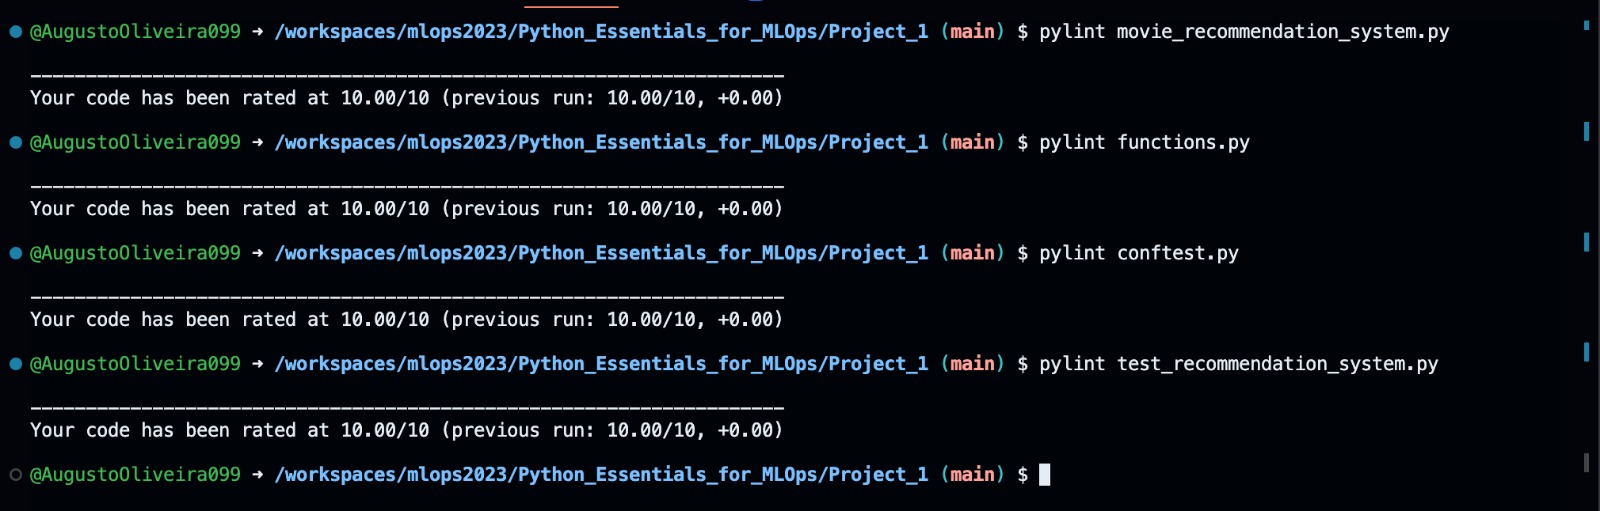 @AugustoOliveira099 ➜ /workspaces/mlops2023/Python_Essentials_for_MLOps/Project_1 (main) $ pylint movie_recommendation_system.py
--------------------------------------------------------------------
Your code has been rated at 10.00/10 (previous run: 10.00/10, +0.00)
@AugustoOliveira099 ➜ /workspaces/mlops2023/Python_Essentials_for_MLOps/Project_1 (main) $ pylint functions.py
--------------------------------------------------------------------
Your code has been rated at 10.00/10 (previous run: 10.00/10, +0.00)
@AugustoOliveira099 ➜ /workspaces/mlops2023/Python_Essentials_for_MLOps/Project_1 (main) $ pylint conftest.py
--------------------------------------------------------------------
Your code has been rated at 10.00/10 (previous run: 10.00/10, +0.00)
@AugustoOliveira099 ➜ /workspaces/mlops2023/Python_Essentials_for_MLOps/Project_1 (main) $ pylint test_recommendation_system.py
--------------------------------------------------------------------
Your code has been rated at 10.00/10 (previous run: 10.00/10, +0.00)
@AugustoOliveira099 ➜ /workspaces/mlops2023/Python_Essentials_for_MLOps/Project_1 (main) $